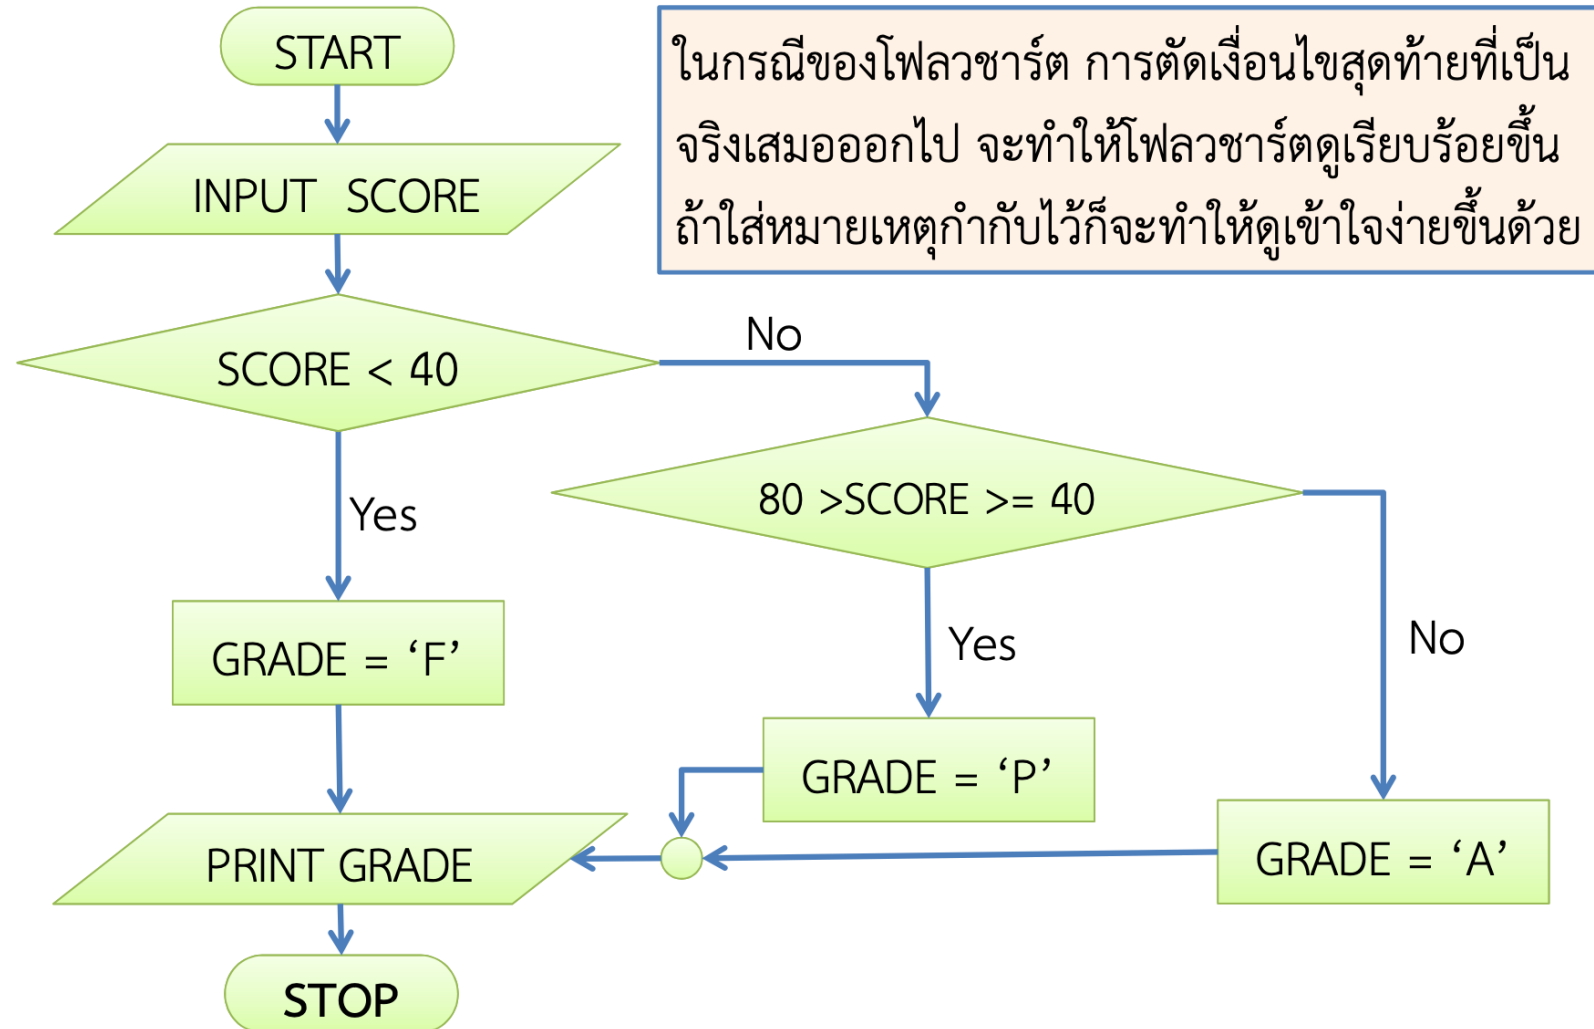 START
ในกรณีของโฟลวชาร์ต การตัดเงื่อนไขสุดท้ายที่เป็น
จริงเสมอออกไป จะทำให้โฟลวชาร์ตดูเรียบร้อยขึ้น
ถ้าใส่หมายเหตุกำกับไว้ก็จะทำให้ดูเข้าใจง่ายขึ้นด้วย
INPUT SCORE
SCORE < 40
No
80 >SCORE >= 40
Yes
GRADE = ‘F’
Yes
No
GRADE = ‘P’
GRADE = ‘A’
PRINT GRADE
STOP